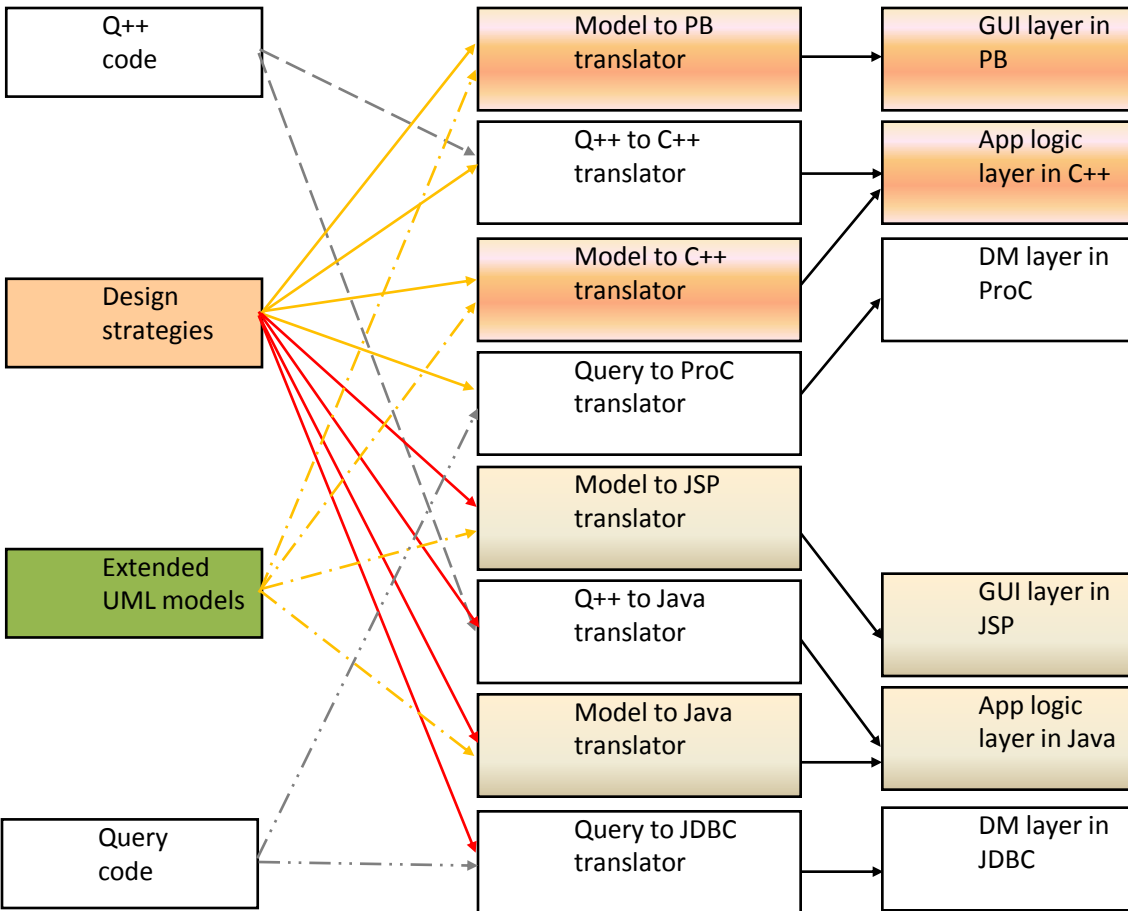 Q++
code
Design
strategies
Extended
UML models
Query
code
Model to PB
translator
Q++ to C++
translator
Model to C++
translator
Query to ProC
translator
Model to JSP
translator
Q++ to Java
translator
Model to Java
translator
Query to JDBC
translator
GUI layer in
PB
App logic
layer in C++
DM layer in
ProC
GUI layer in
JSP
App logic
layer in Java
DM layer in
JDBC